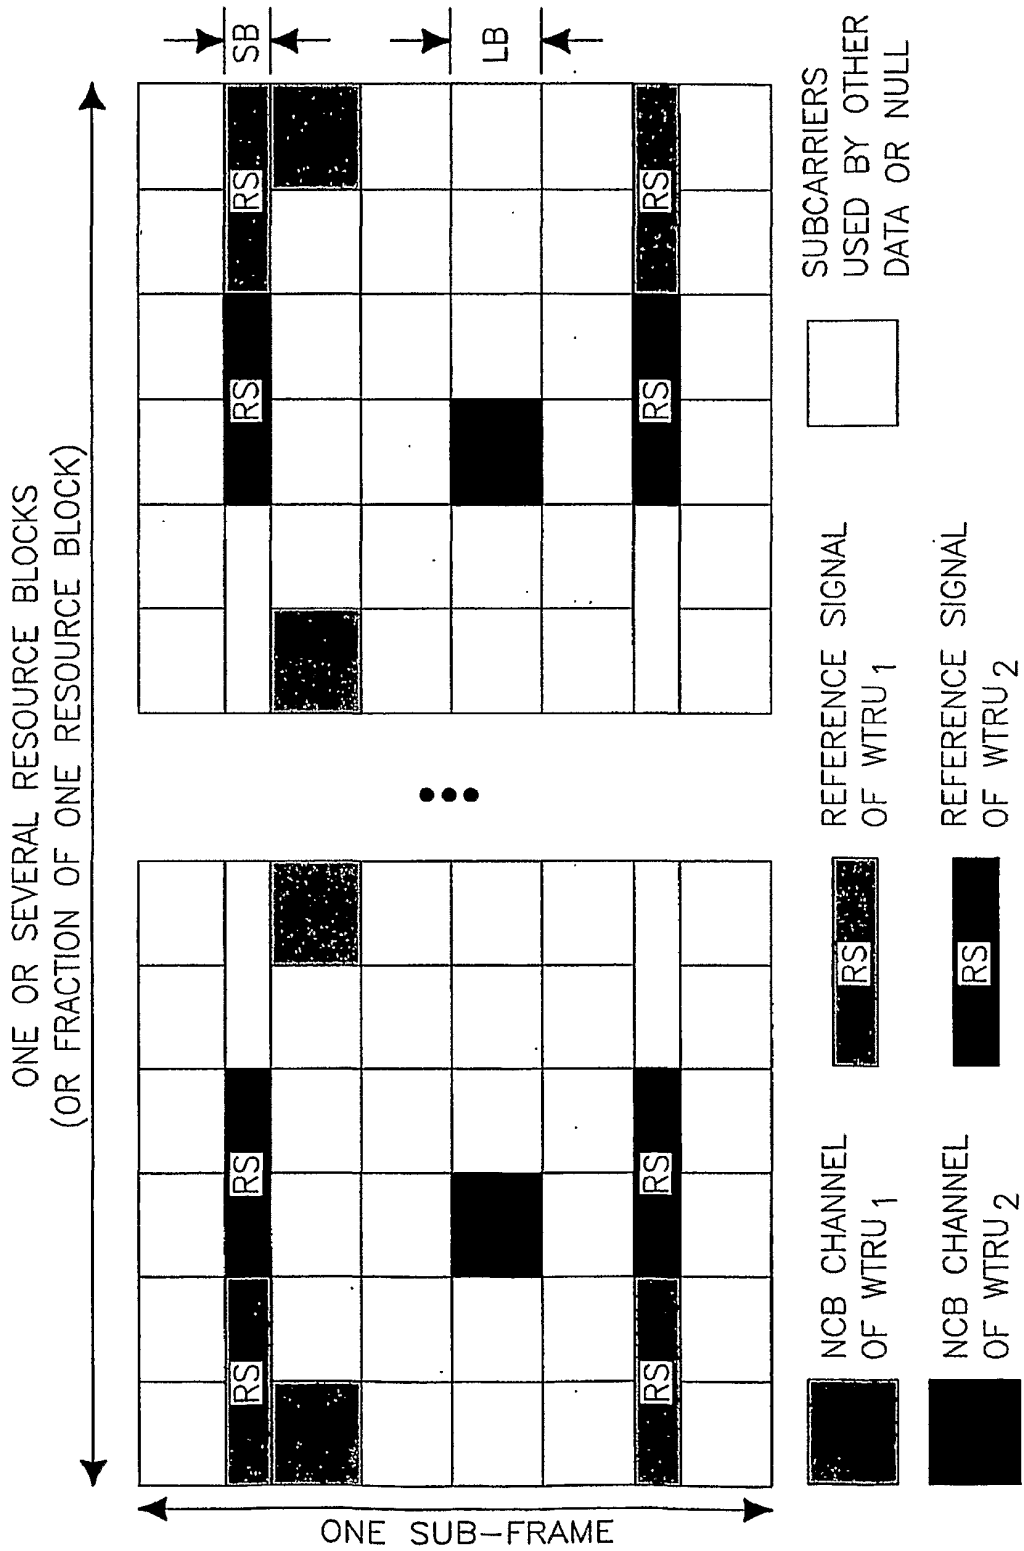 ONE OR SEVERAL RESOURCE BLOCKS
(OR FRACTION OF ONE RESOURCE BLOCK)
ONE SUB-FRAME
SB
LB
RS
RS
RS
RS
RS
RS
RS
RS
NCB CHANNEL
OF WTRU1
RS
REFERENCE SIGNAL
OF WTRU1
SUBCARRIERS
USED BY OTHER
DATA OR NULL
NCB CHANNEL
OF WTRU2
RS
REFERENCE SIGNAL
OF WTRU2